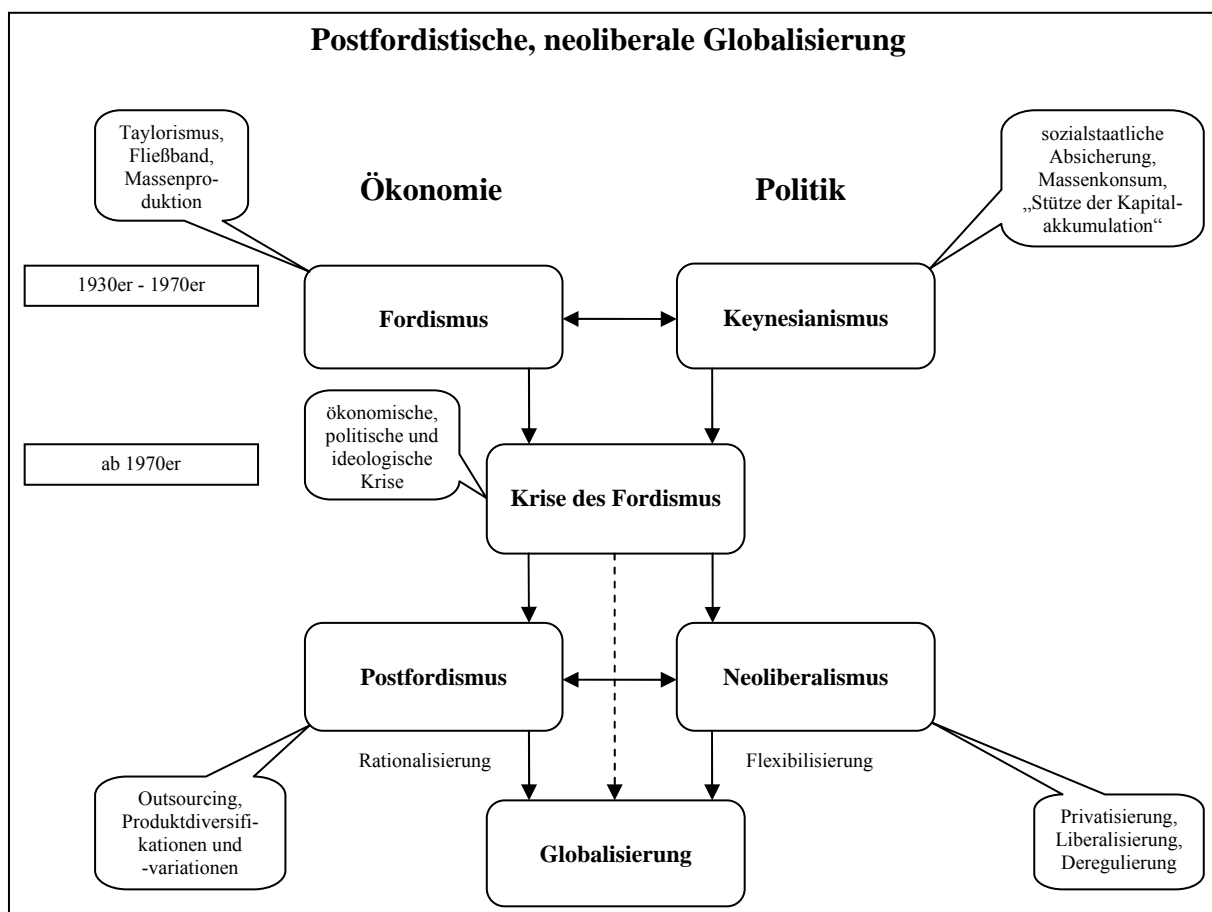 Postfordistische, neoliberale Globalisierung
Taylorismus,
Fließband,
Massenpro-
duktion
Ökonomie
Politik
sozialstaatliche
Absicherung,
Massenkonsum,
„Stütze der Kapital-
akkumulation“
1930er - 1970er
Fordismus
Keynesianismus
ökonomische,
politische und
ideologische
Krise
ab 1970er
Krise des Fordismus
Postfordismus
Neoliberalismus
Rationalisierung
Flexibilisierung
Outsourcing,
Produktdiversifi-
kationen und
-variationen
Globalisierung
Privatisierung,
Liberalisierung,
Deregulierung